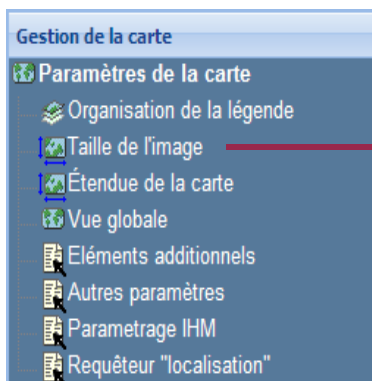 Gestion de la carte
Paramètres de la carte
Organisation de la légende
Taille de l'image
Étendue de la carte
Vue globale
Eléments additionnels
Autres paramètres
Parametrage IHM
Requêteur "localisation"